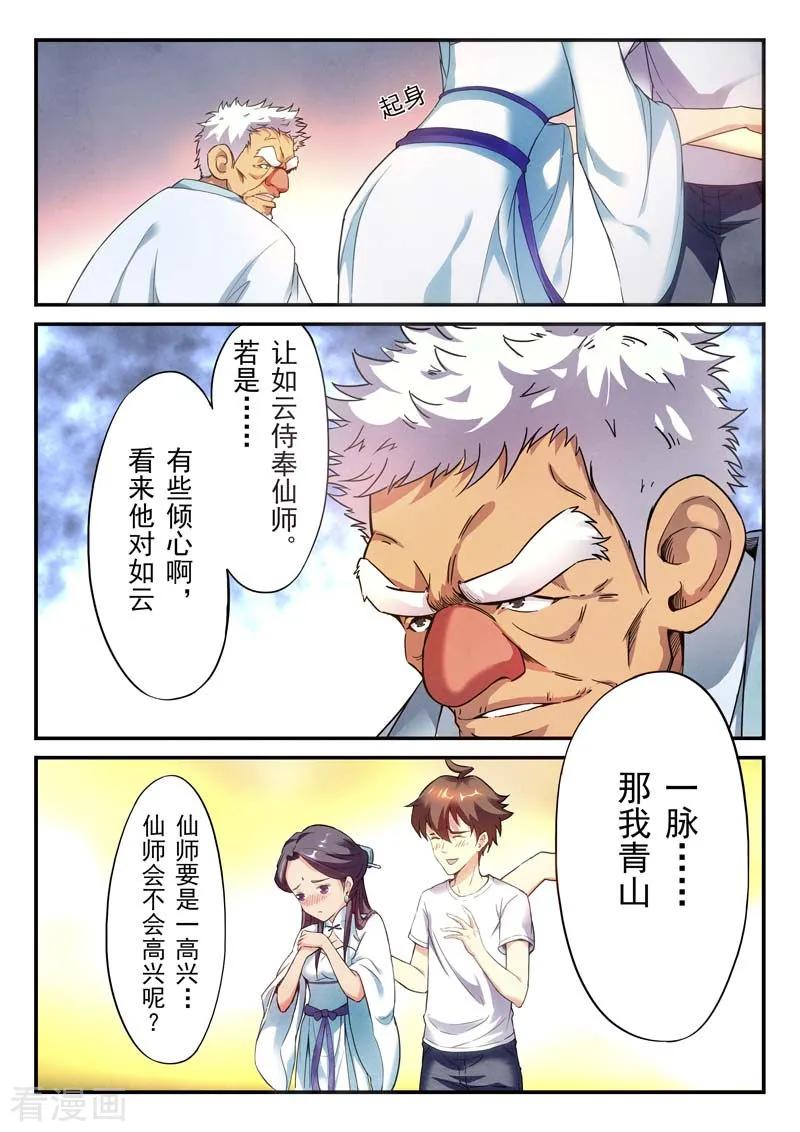 起身
看来他对如云
有些倾心啊，
若是……
让如云侍奉仙师。
仙师会不会高兴呢？
仙师要是一高兴…
那我青山
一脉……
看漫画